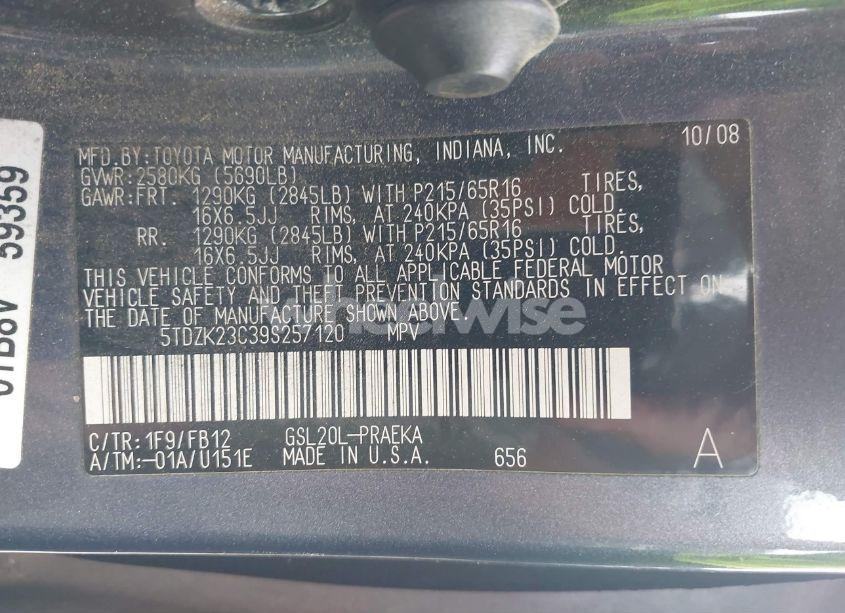 MFD.BY:TOYOTA MOTOR MANUFACTURING, INDIANA, INC. 10/08
GVWR:2580KG (5690LB)
GAWR:FRT. 1290KG (2845LB) WITH P215/65R16 TIRES,
16X6.5JJ RIMS, AT 240KPA (35PSI) COLD.
RR. 1290KG (2845LB) WITH P215/65R16 TIRES,
16X6.5JJ RIMS, AT 240KPA (35PSI) COLD.
THIS VEHICLE CONFORMS TO ALL APPLICABLE FEDERAL MOTOR
VEHICLE SAFETY AND THEFT PREVENTION STANDARDS IN EFFECT ON
THE DATE OF MANUFACTURE SHOWN ABOVE.
5TDZK23C39S257120 MPV
C/TR: 1F9/FB12 GSL20L-PRAEKA
A/TM:-01A/U151E MADE IN U.S.A. 656 A
59359